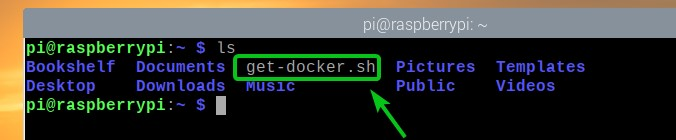 pi@raspberrypi: ~
pi@raspberrypi:~ $ ls
Bookshelf Documents get-docker.sh Pictures Templates
Desktop Downloads Music Public Videos
pi@raspberrypi:~ $